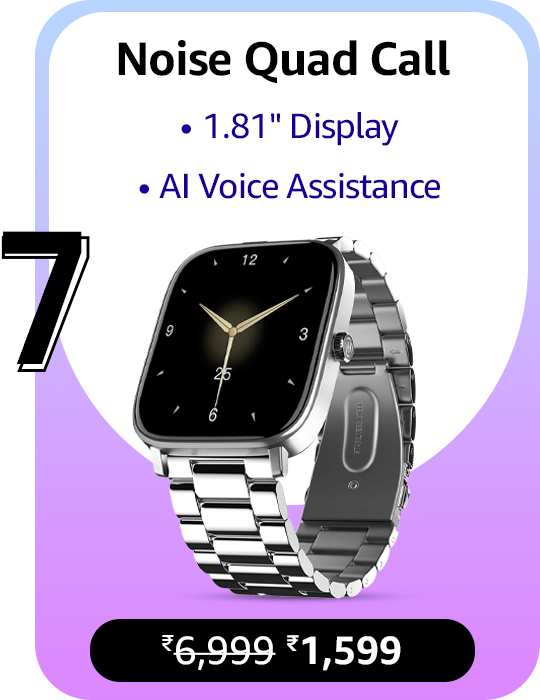 Noise Quad Call
• 1.81" Display
• AI Voice Assistance
7
12
9
3
25
6
₹6,999 ₹1,599